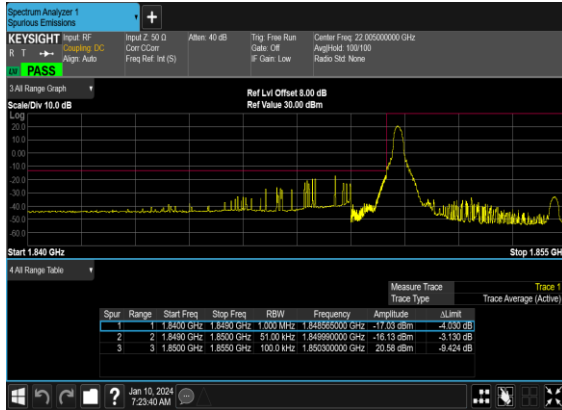 Spectrum Analyzer 1
Spurious Emissions
KEYSIGHT Input: RF Input Z: 50 Ω Atten: 40 dB Trig: Free Run Center Freq: 22.005000000 GHz
R T Coupling: DC Corr CCorr Gate: Off Avg|Hold: 100/100
Align: Auto Freq Ref: Int (S) IF Gain: Low Radio Std: None
PASS
3 All Range Graph
Ref Lvl Offset 8.00 dB
Scale/Div 10.0 dB Ref Value 30.00 dBm
Log
20.0
10.0
0.00
-10.0
-20.0
-30.0
-40.0
-50.0
-60.0
Start 1.840 GHz Stop 1.855 GH
4 All Range Table
Measure Trace Trace 1
Trace Type Trace Average (Active)
Spur Range Start Freq Stop Freq RBW Frequency Amplitude ΔLimit
1 1 1.8400 GHz 1.8490 GHz 1.000 MHz 1.848565000 GHz -17.03 dBm -4.030 dB
2 2 1.8490 GHz 1.8500 GHz 51.00 kHz 1.849990000 GHz -16.13 dBm -3.130 dB
3 3 1.8500 GHz 1.8550 GHz 100.0 kHz 1.850300000 GHz 20.58 dBm -9.424 dB
Jan 10, 2024
7:23:40 AM